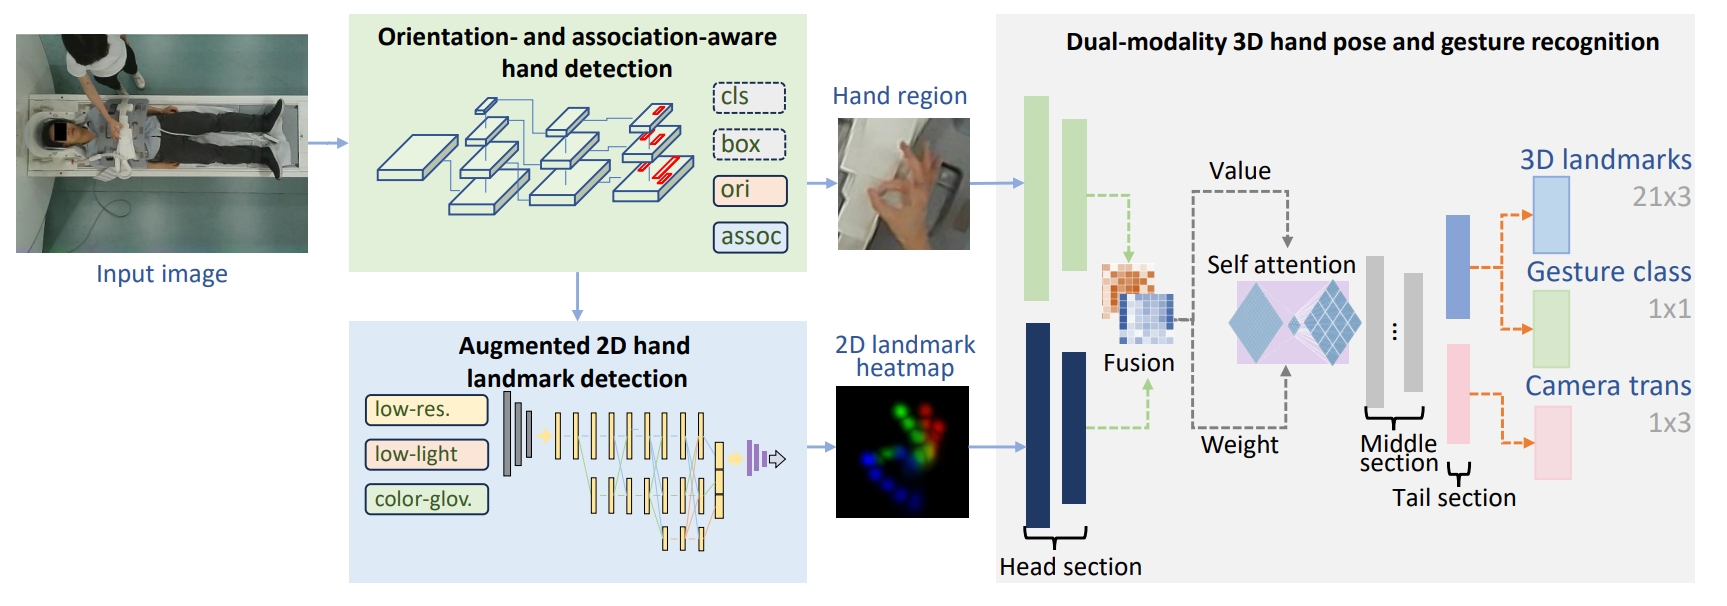 Input image
Orientation- and association-aware
hand detection
cls
box
ori
assoc
Augmented 2D hand
landmark detection
low-res.
low-light
color-glov.
Hand region
2D landmark
heatmap
Dual-modality 3D hand pose and gesture recognition
Head section
Fusion
Value
Self attention
Weight
...
Middle
section
Tail section
3D landmarks
21x3
Gesture class
1x1
Camera trans
1x3